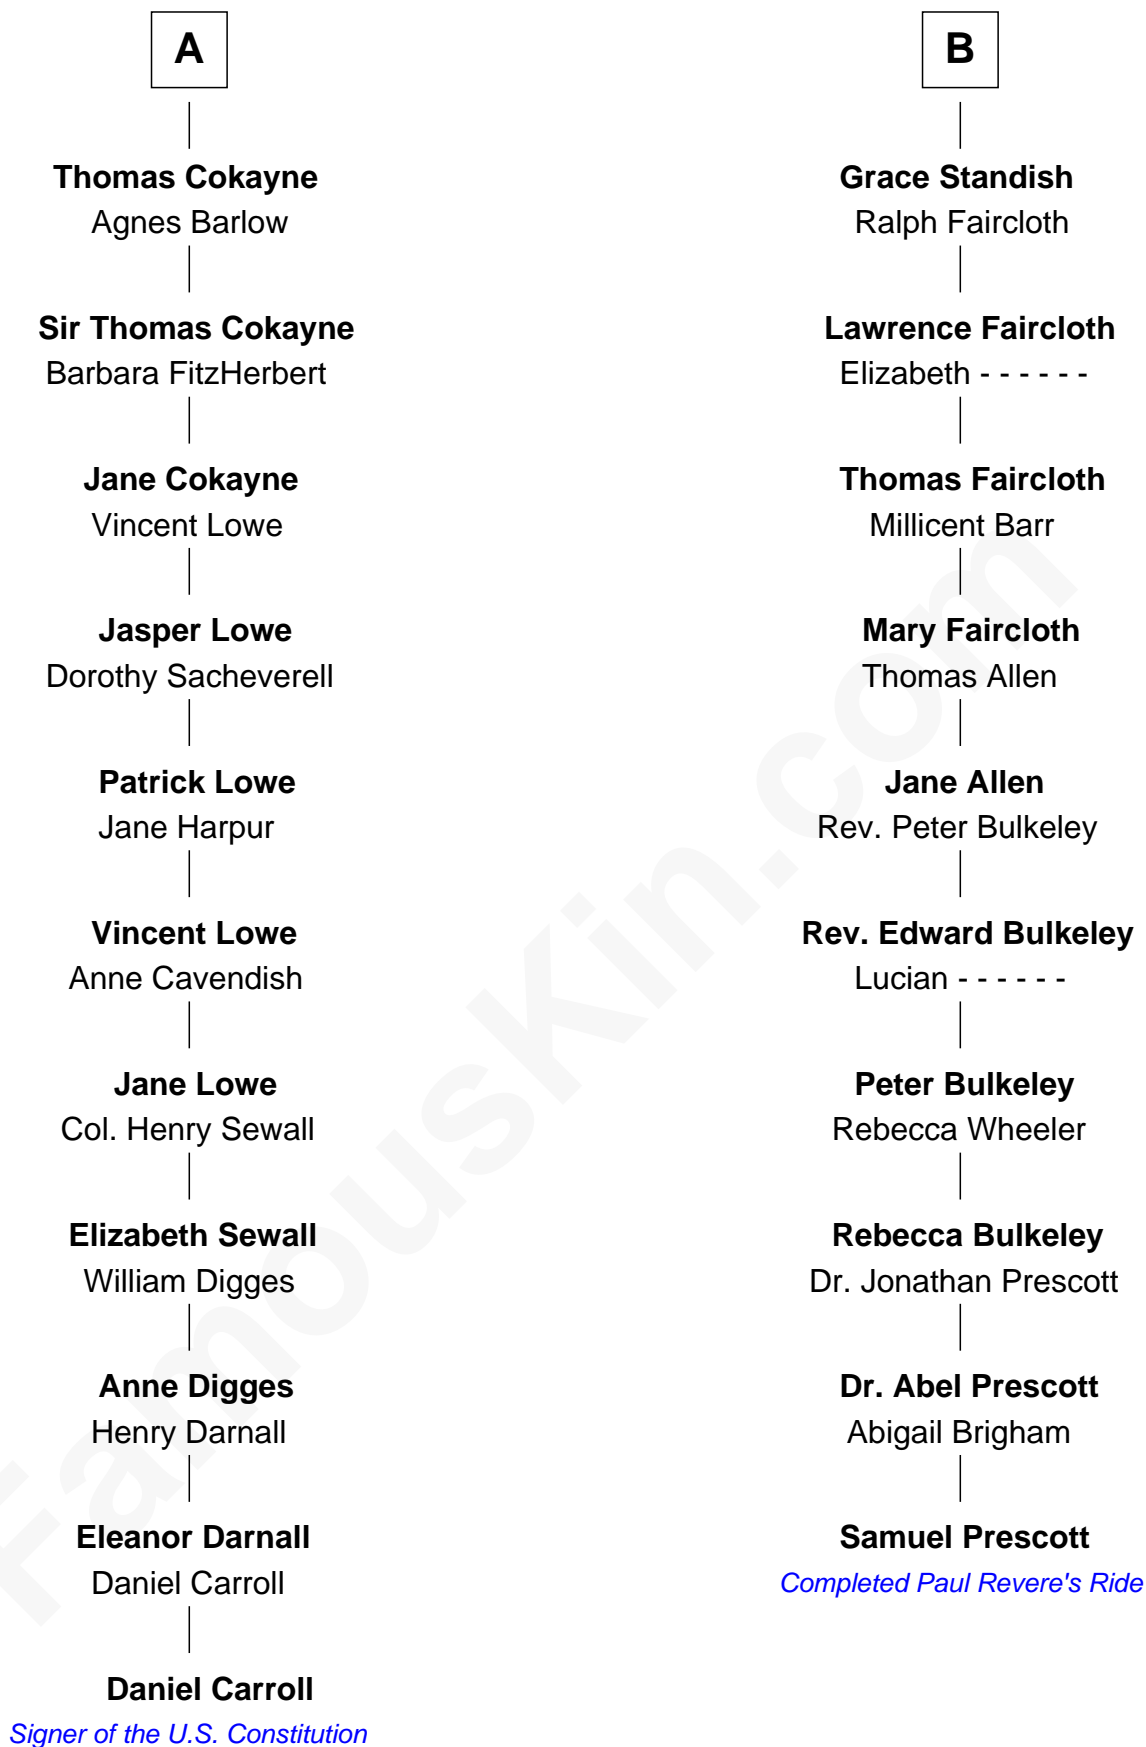 A
Thomas Cokayne
Agnes Barlow
Sir Thomas Cokayne
Barbara FitzHerbert
Jane Cokayne
Vincent Lowe
Jasper Lowe
Dorothy Sacheverell
Patrick Lowe
Jane Harpur
Vincent Lowe
Anne Cavendish
Jane Lowe
Col. Henry Sewall
Elizabeth Sewall
William Digges
Anne Digges
Henry Darnall
Eleanor Darnall
Daniel Carroll
Daniel Carroll
Signer of the U.S. Constitution
B
Grace Standish
Ralph Faircloth
Lawrence Faircloth
Elizabeth - - - - - -
Thomas Faircloth
Millicent Barr
Mary Faircloth
Thomas Allen
Jane Allen
Rev. Peter Bulkeley
Rev. Edward Bulkeley
Lucian - - - - - -
Peter Bulkeley
Rebecca Wheeler
Rebecca Bulkeley
Dr. Jonathan Prescott
Dr. Abel Prescott
Abigail Brigham
Samuel Prescott
Completed Paul Revere's Ride
FamousKin.com